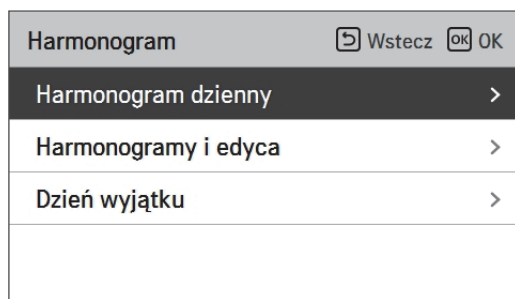 Harmonogram Wstecz OK OK
Harmonogram dzienny >
Harmonogramy i edyca >
Dzień wyjątku >